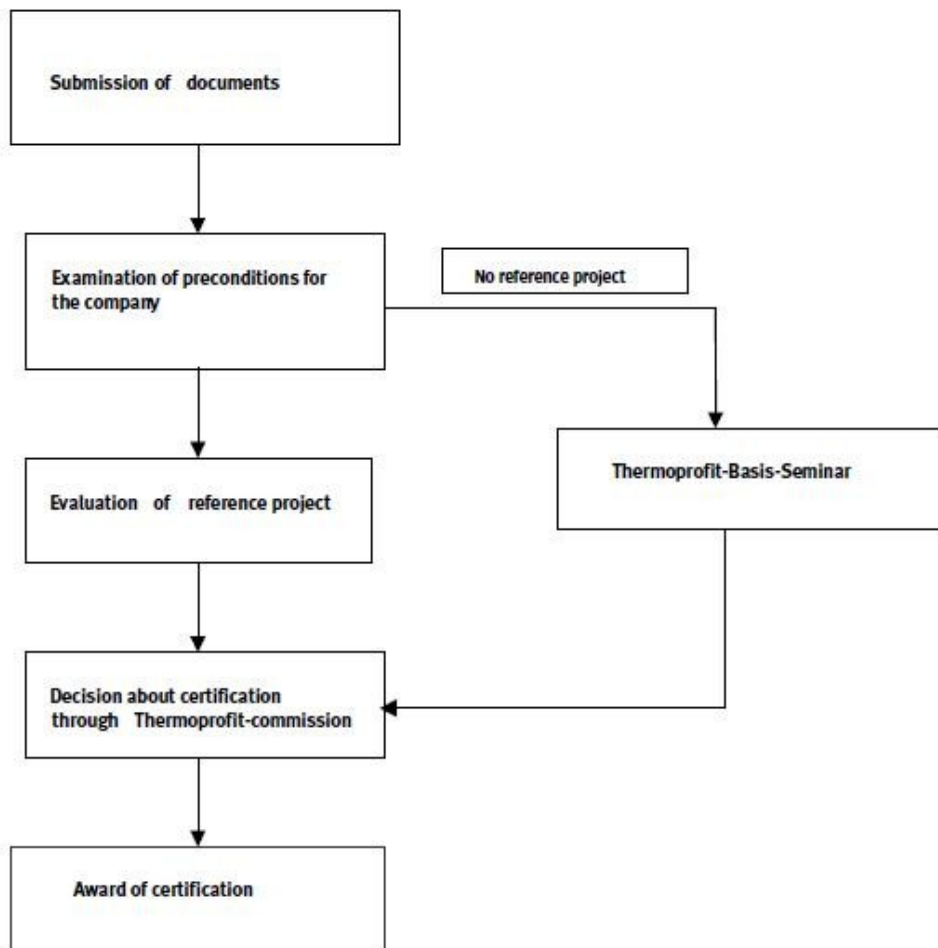 Submission of documents
Examination of preconditions for
the company
No reference project
Evaluation of reference project
Thermoprofit-Basis-Seminar
Decision about certification
through Thermoprofit-commission
Award of certification